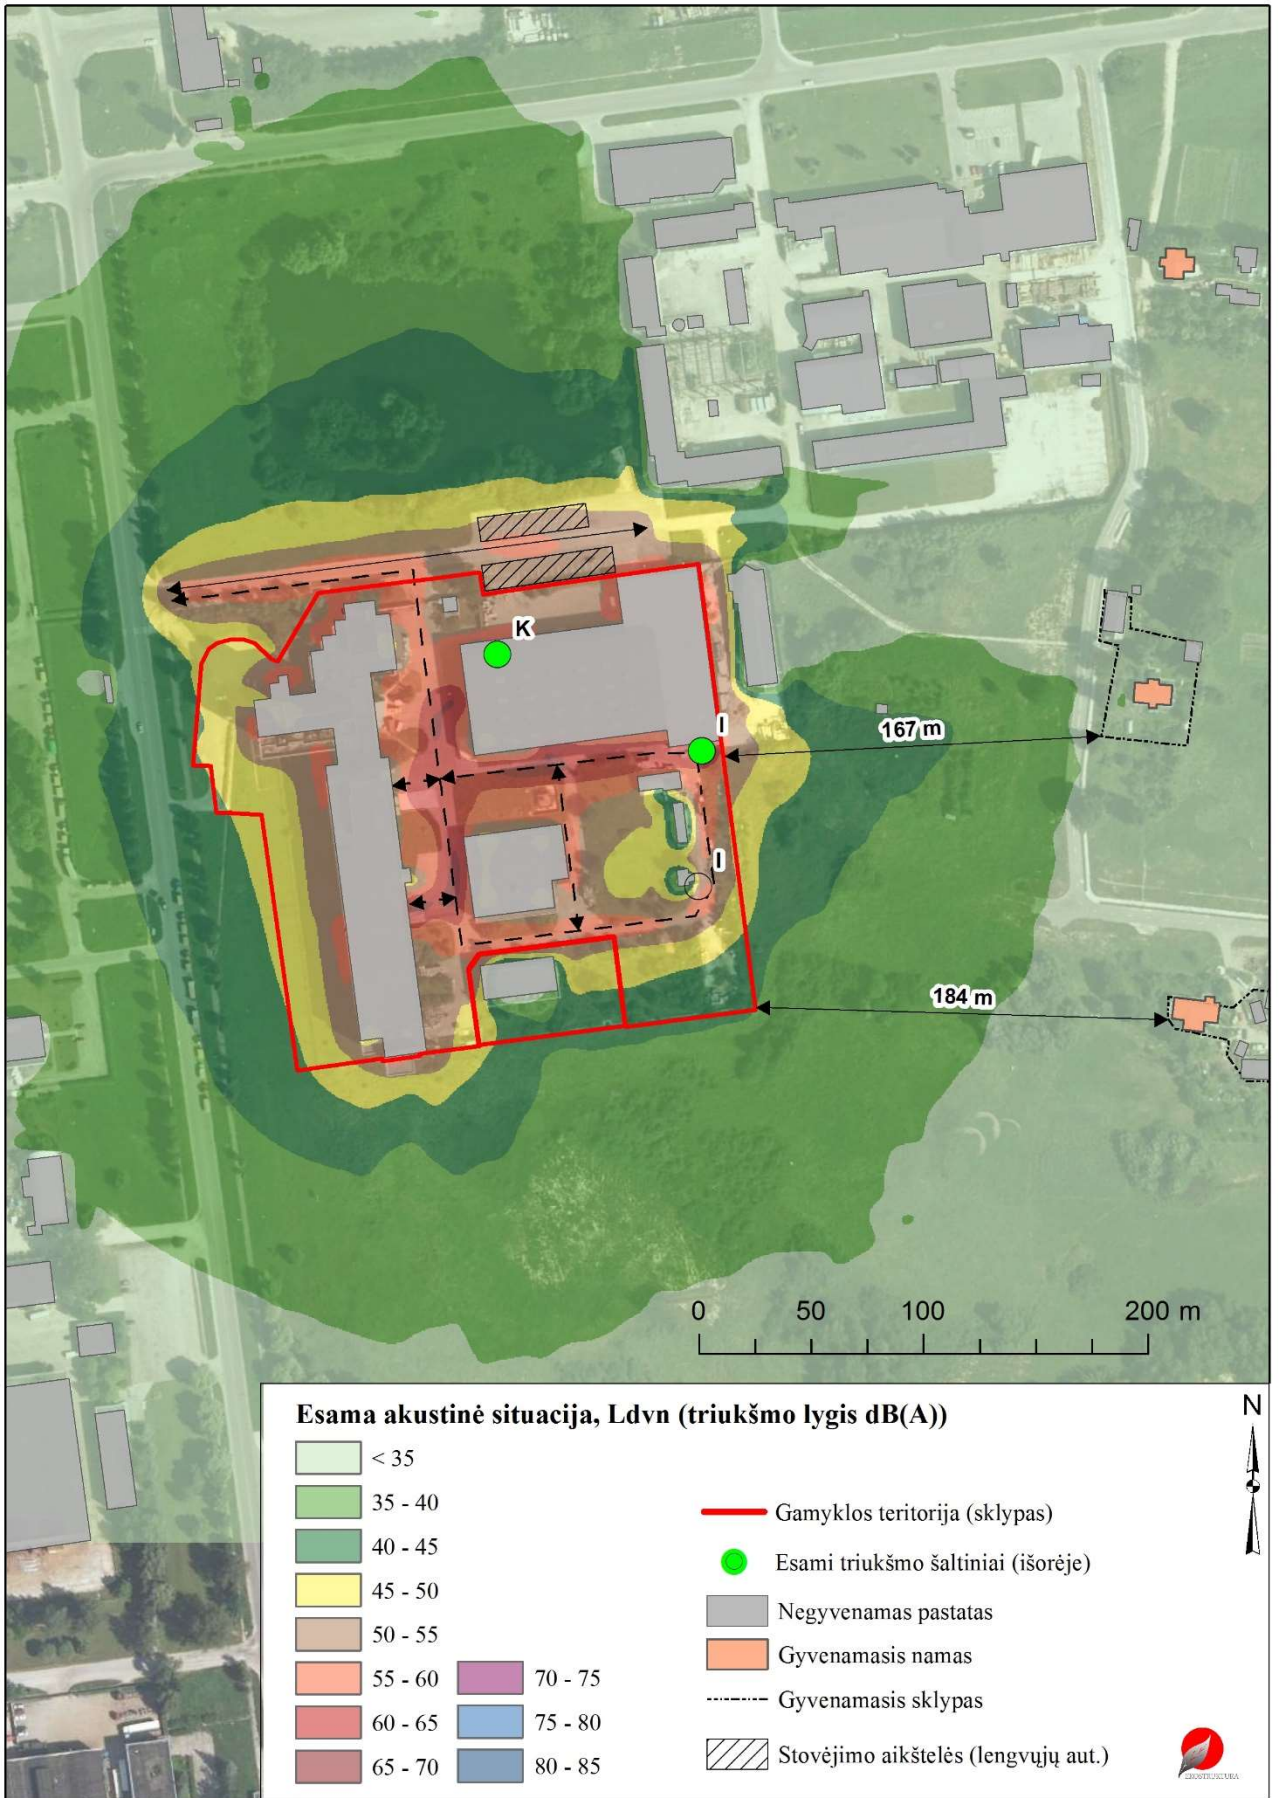 K
I
167 m
I
184 m
0 50 100 200 m
Esama akustinė situacija, Ldvn (triukšmo lygis dB(A))
< 35
35 - 40
40 - 45
45 - 50
50 - 55
55 - 60
60 - 65
65 - 70
70 - 75
75 - 80
80 - 85
Gamyklos teritorija (sklypas)
Esami triukšmo šaltiniai (išorėje)
Negyvenamas pastatas
Gyvenamasis namas
Gyvenamasis sklypas
Stovėjimo aikštelės (lengvųjų aut.)
N
EKOSTRUKTURA